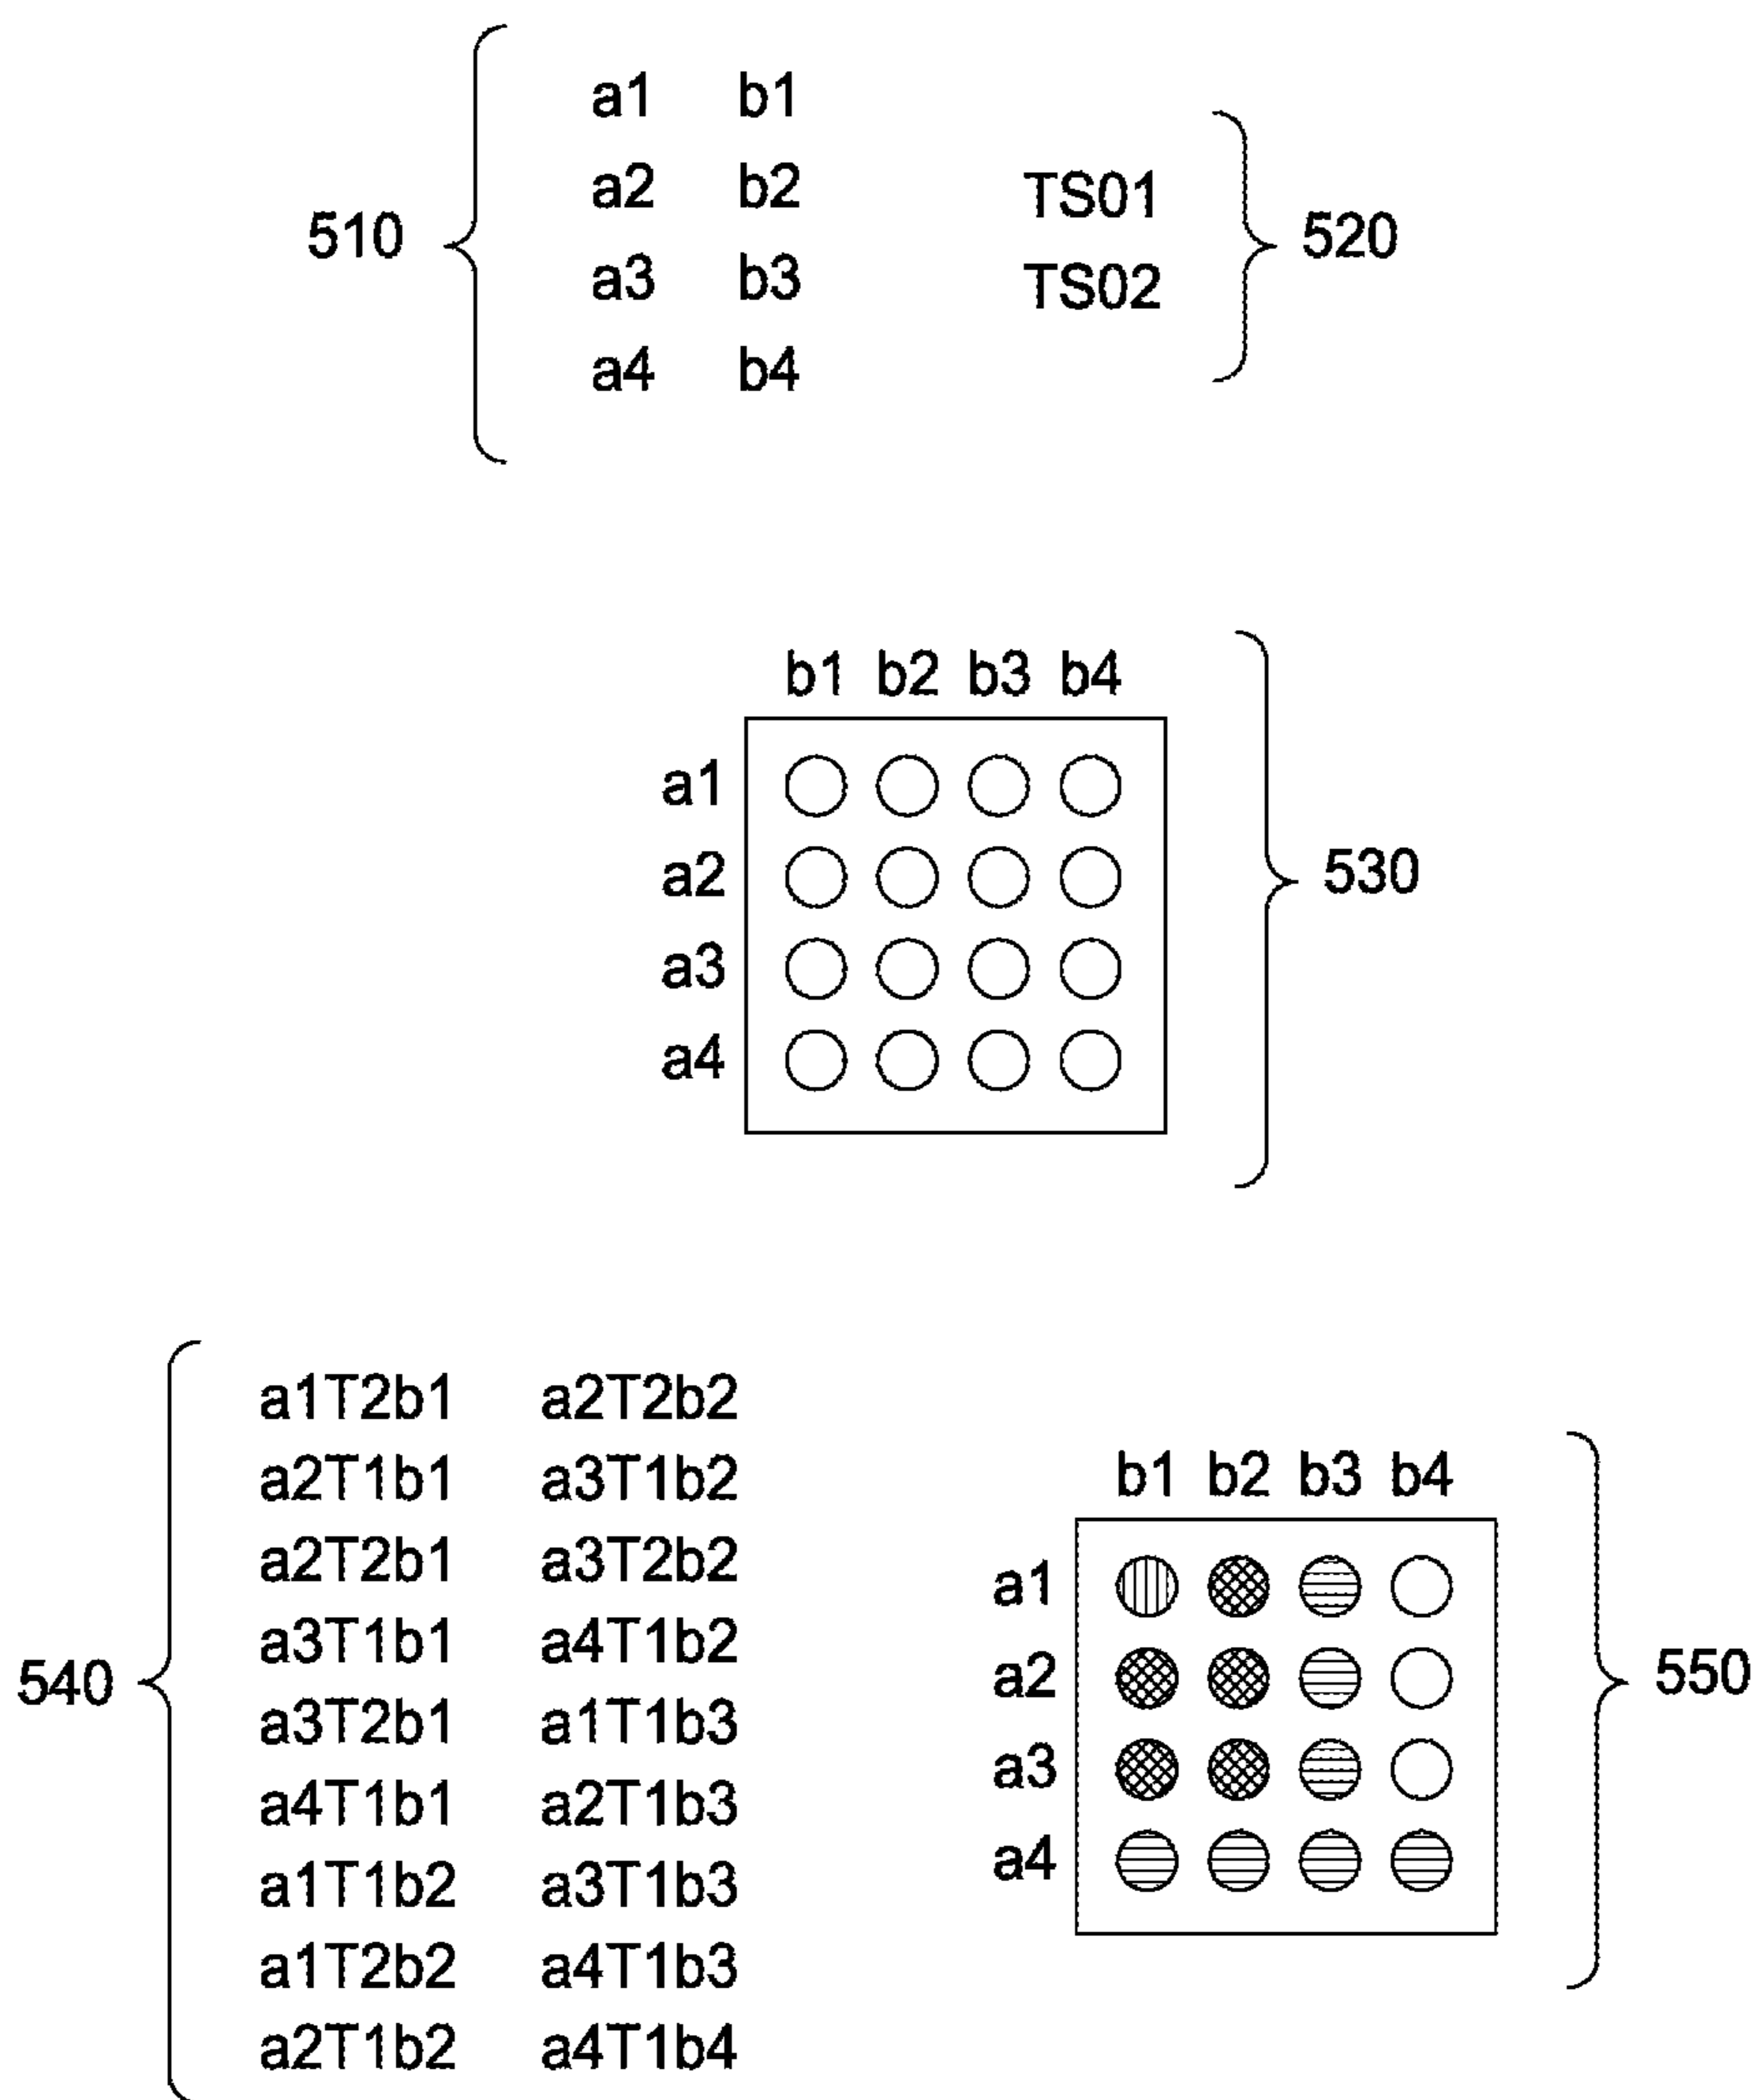 a1 b1
a2 b2
a3 b3
a4 b4
510
TS01
TS02
520
b1 b2 b3 b4
a1
a2
a3
a4
530
540
a1T2b1 a2T2b2
a2T1b1 a3T1b2
a2T2b1 a3T2b2
a3T1b1 a4T1b2
a3T2b1 a1T1b3
a4T1b1 a2T1b3
a1T1b2 a3T1b3
a1T2b2 a4T1b3
a2T1b2 a4T1b4
b1 b2 b3 b4
a1
a2
a3
a4
550